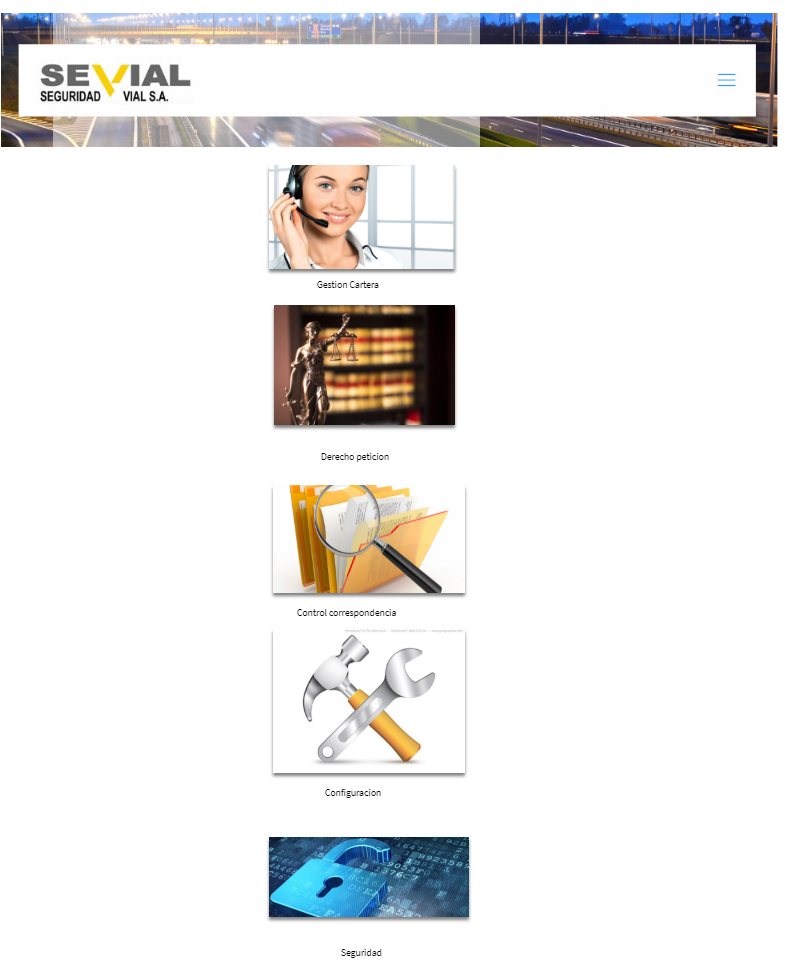 SEVIAL
SEGURIDAD VIAL S.A.
Gestion Cartera
Derecho peticion
Control correspondencia
Configuracion
Seguridad